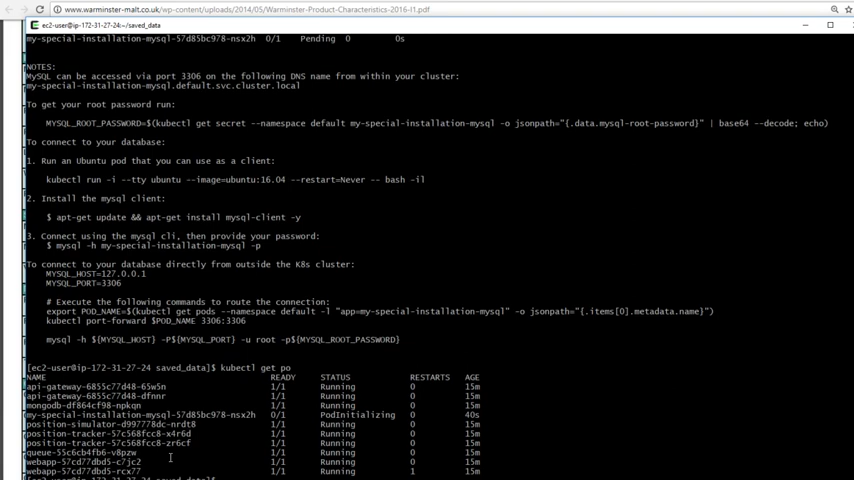 www.warminster-malt.co.uk/wp-content/uploads/2014/05/Warminster-Product-Characteristics-2016-I1.pdf
ec2-user@ip-172-31-27-24:~/saved_data
my-special-installation-mysql-57d85bc978-nsx2h 0/1 Pending 0 0s
NOTES:
MySQL can be accessed via port 3306 on the following DNS name from within your cluster:
my-special-installation-mysql.default.svc.cluster.local
To get your root password run:
MYSQL_ROOT_PASSWORD=$(kubectl get secret --namespace default my-special-installation-mysql -o jsonpath="{.data.mysql-root-password}" | base64 --decode; echo)
To connect to your database:
1. Run an Ubuntu pod that you can use as a client:
kubectl run -i --tty ubuntu --image=ubuntu:16.04 --restart=Never -- bash -il
2. Install the mysql client:
$ apt-get update && apt-get install mysql-client -y
3. Connect using the mysql cli, then provide your password:
$ mysql -h my-special-installation-mysql -p
To connect to your database directly from outside the K8s cluster:
MYSQL_HOST=127.0.0.1
MYSQL_PORT=3306
# Execute the following commands to route the connection:
export POD_NAME=$(kubectl get pods --namespace default -l "app=my-special-installation-mysql" -o jsonpath="{.items[0].metadata.name}")
kubectl port-forward $POD_NAME 3306:3306
mysql -h ${MYSQL_HOST} -P${MYSQL_PORT} -u root -p${MYSQL_ROOT_PASSWORD}
[ec2-user@ip-172-31-27-24 saved_data]$ kubectl get po
NAME READY STATUS RESTARTS AGE
api-gateway-6855c77d48-65w5n 1/1 Running 0 15m
api-gateway-6855c77d48-dfnnr 1/1 Running 0 15m
mongodb-df864cf98-npkqn 1/1 Running 0 15m
my-special-installation-mysql-57d85bc978-nsx2h 0/1 PodInitializing 0 40s
position-simulator-d997778dc-nrdt8 1/1 Running 0 15m
position-tracker-57c568fcc8-x4r6d 1/1 Running 0 15m
position-tracker-57c568fcc8-zr6cf 1/1 Running 0 15m
queue-55c6cb4fb6-v8pzw 1/1 Running 0 15m
webapp-57cd77dbd5-c7jc2 1/1 Running 0 15m
webapp-57cd77dbd5-rcx77 1/1 Running 1 15m
[ec2-user@ip-172-31-27-24 saved_data]$